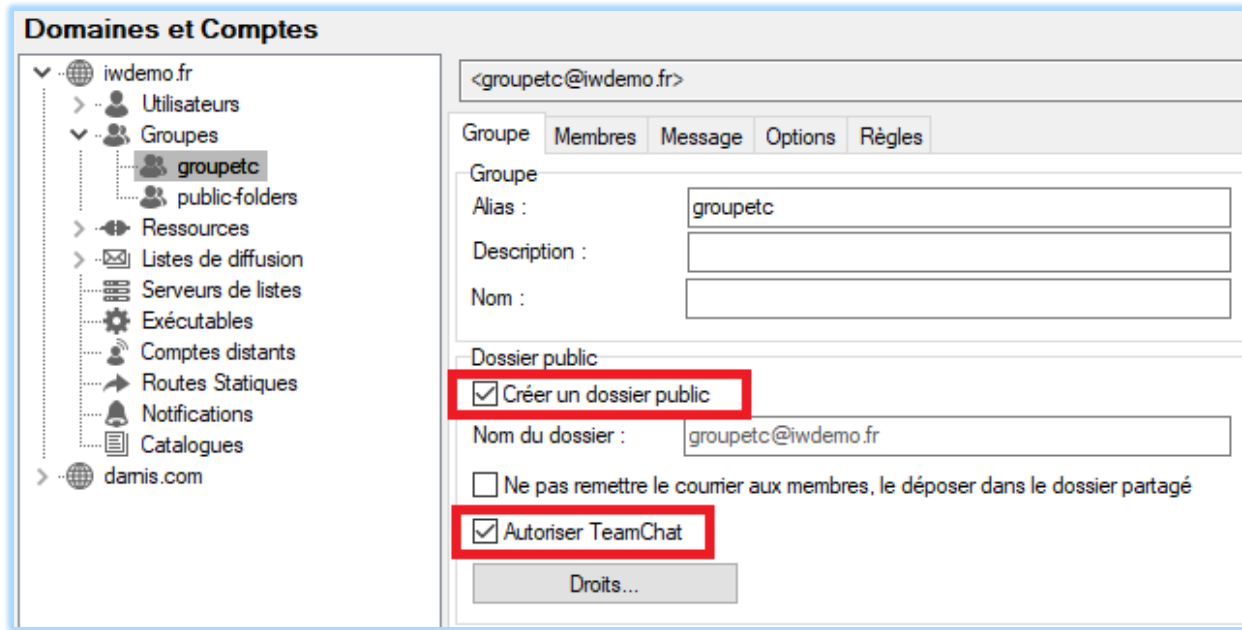 Domaines et Comptes
iwdemo.fr
Utilisateurs
Groupes
groupetc
public-folders
Ressources
Listes de diffusion
Serveurs de listes
Exécutables
Comptes distants
Routes Statiques
Notifications
Catalogues
damis.com
<groupetc@iwdemo.fr>
Groupe Membres Message Options Règles
Groupe
Alias : groupetc
Description :
Nom :
Dossier public
Créer un dossier public
Nom du dossier : groupetc@iwdemo.fr
Ne pas remettre le courrier aux membres, le déposer dans le dossier partagé
Autoriser TeamChat
Droits...